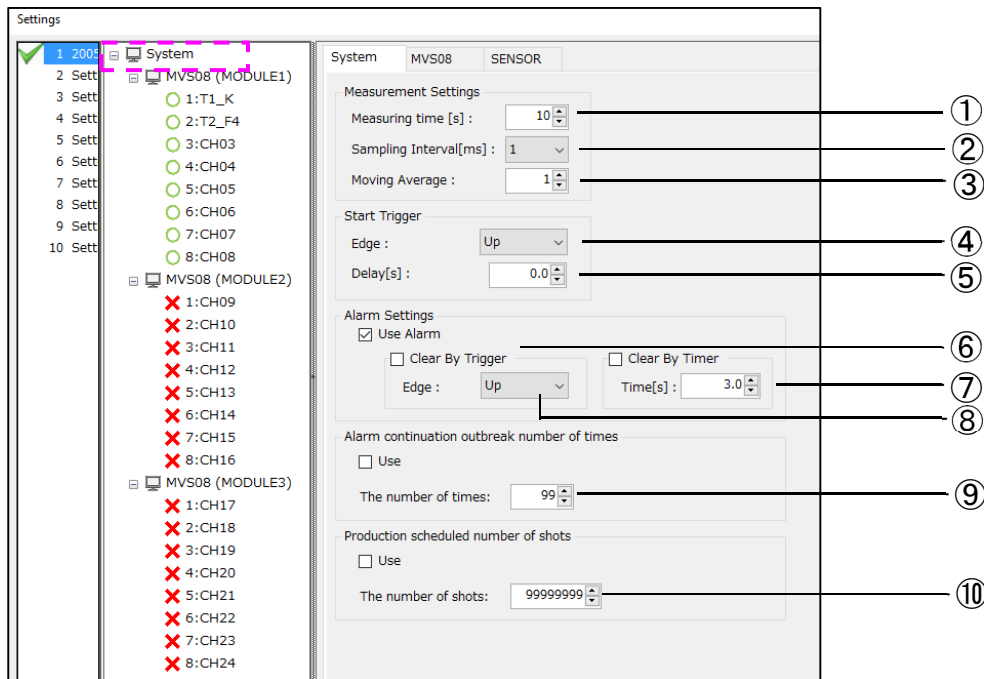 Settings
1 2005
2 Sett
3 Sett
4 Sett
5 Sett
6 Sett
7 Sett
8 Sett
9 Sett
10 Sett
System
MVS08 (MODULE1)
1:T1_K
2:T2_F4
3:CH03
4:CH04
5:CH05
6:CH06
7:CH07
8:CH08
MVS08 (MODULE2)
1:CH09
2:CH10
3:CH11
4:CH12
5:CH13
6:CH14
7:CH15
8:CH16
MVS08 (MODULE3)
1:CH17
2:CH18
3:CH19
4:CH20
5:CH21
6:CH22
7:CH23
8:CH24
System MVS08 SENSOR
Measurement Settings
Measuring time [s] : 10 ①
Sampling Interval[ms] : 1 ②
Moving Average : 1 ③
Start Trigger
Edge : Up ④
Delay[s] : 0.0 ⑤
Alarm Settings
Use Alarm
⑥
Clear By Trigger Clear By Timer
Edge : Up Time[s] : 3.0 ⑦
⑧
Alarm continuation outbreak number of times
Use
The number of times: 99 ⑨
Production scheduled number of shots
Use
The number of shots: 99999999 ⑩